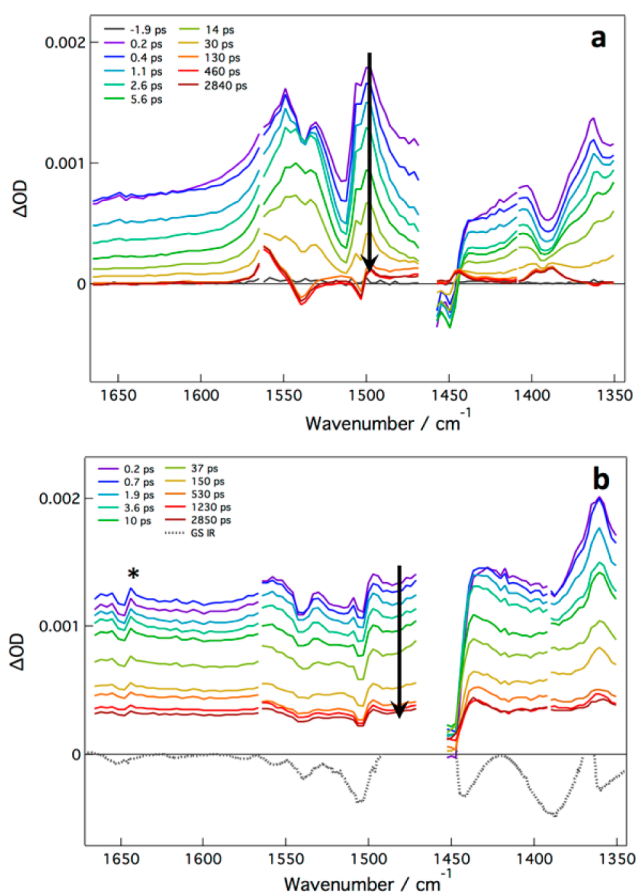 0.002
-1.9 ps 14 ps
0.2 ps 30 ps
0.4 ps 130 ps
1.1 ps 460 ps
2.6 ps 2840 ps
5.6 ps
a
0.001
ΔOD
0
1650 1600 1550 1500 1450 1400 1350
Wavenumber / cm-1
b
0.2 ps 37 ps
0.7 ps 150 ps
1.9 ps 530 ps
3.6 ps 1230 ps
10 ps 2850 ps
GS IR
0.002
*
0.001
ΔOD
0
1650 1600 1550 1500 1450 1400 1350
Wavenumber / cm-1